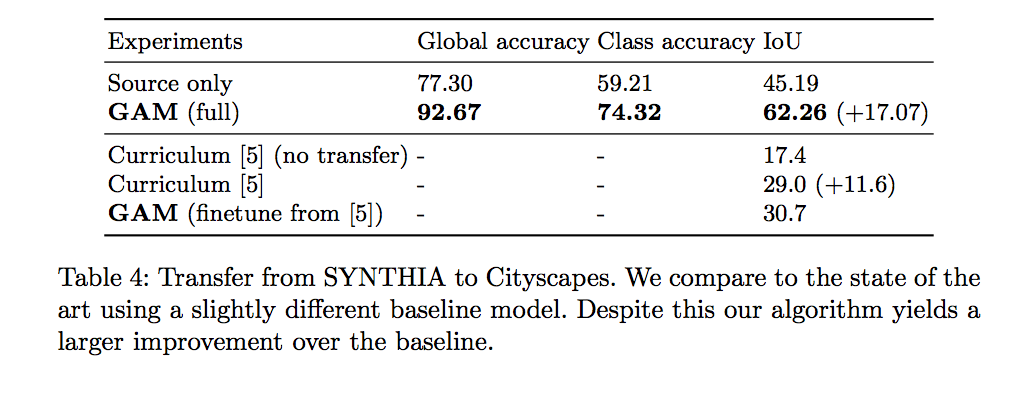 Experiments Global accuracy Class accuracy IoU
Source only 77.30 59.21 45.19
GAM (full) 92.67 74.32 62.26 (+17.07)
Curriculum [5] (no transfer) - - 17.4
Curriculum [5] - - 29.0 (+11.6)
GAM (finetune from [5]) - - 30.7
Table 4: Transfer from SYNTHIA to Cityscapes. We compare to the state of the
art using a slightly different baseline model. Despite this our algorithm yields a
larger improvement over the baseline.